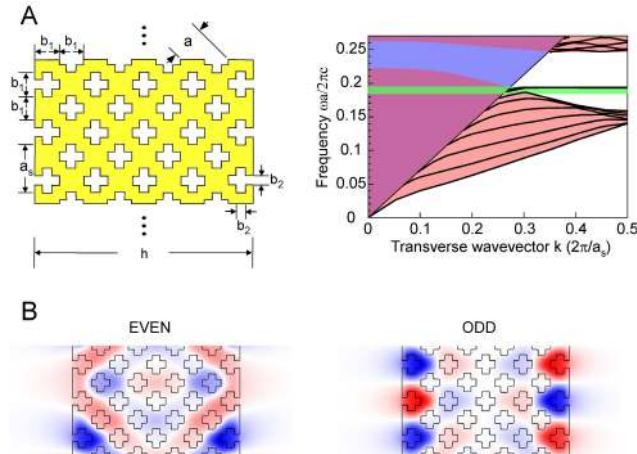 A
b₁ b₁
a
b₁
b₁
aₛ
b₂
b₂
h
Frequency ωa/2πc
0.25
0.2
0.15
0.1
0.05
0
0 0.1 0.2 0.3 0.4 0.5
Transverse wavevector k (2π/aₛ)
B
EVEN
ODD